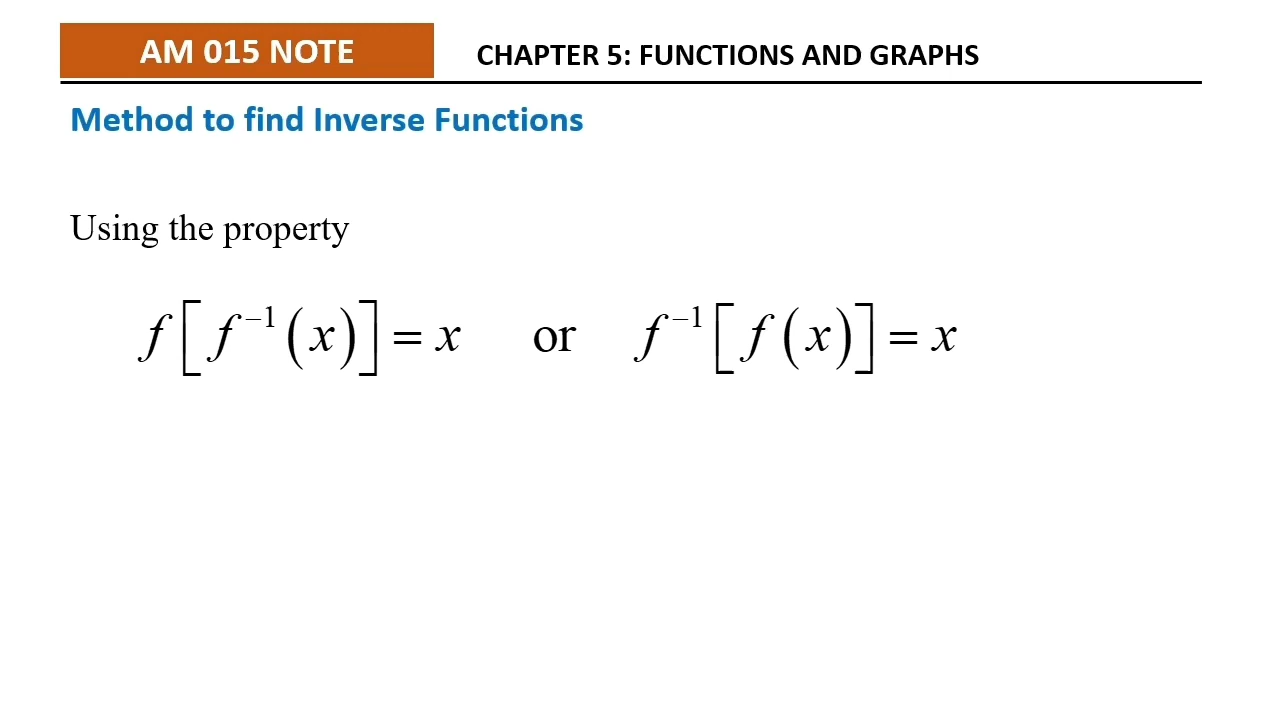 AM 015 NOTE
CHAPTER 5: FUNCTIONS AND GRAPHS
Method to find Inverse Functions
Using the property
f[f⁻¹(x)] = x or f⁻¹[f(x)] = x